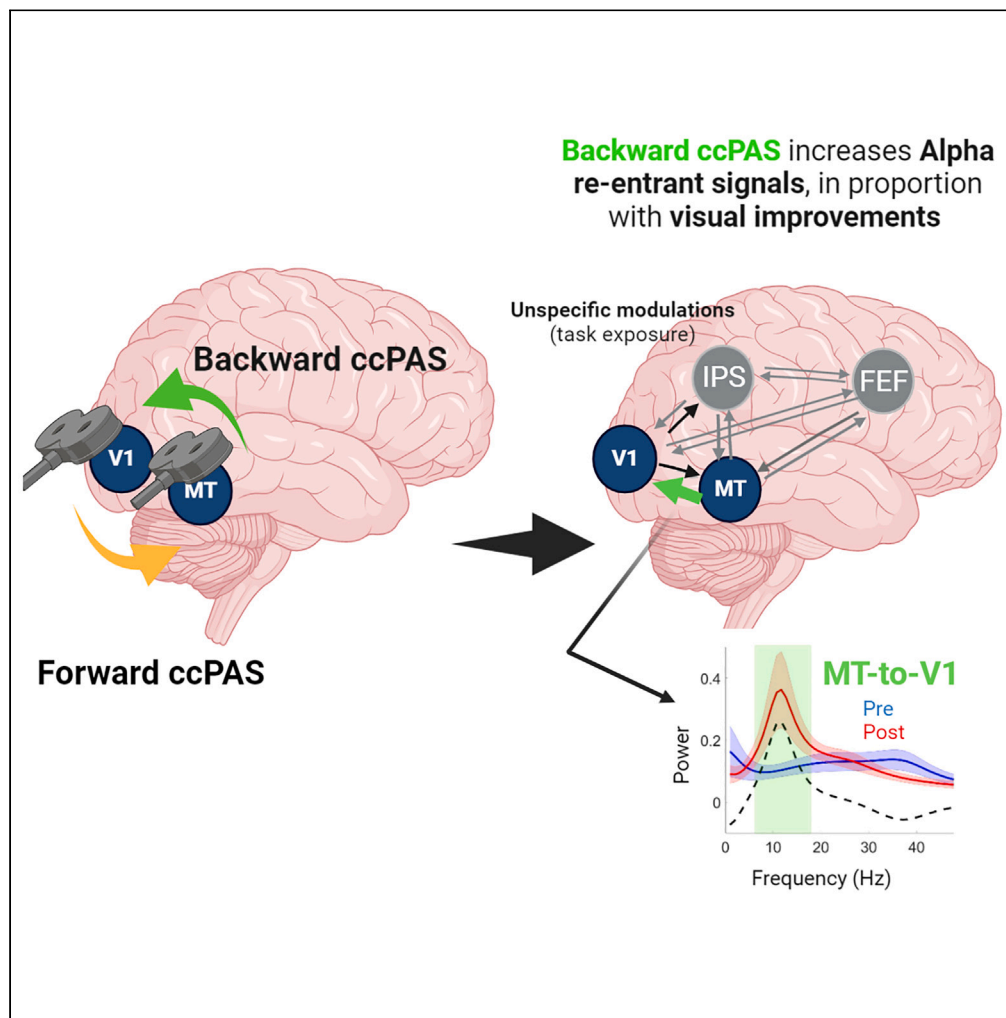 Backward ccPAS increases Alpha
re-entrant signals, in proportion
with visual improvements
Unspecific modulations
(task exposure)
Backward ccPAS
V1
MT
Forward ccPAS
IPS
FEF
V1
MT
MT-to-V1
Pre
Post
Power
0.4
0.2
0
0
10
20
30
40
Frequency (Hz)